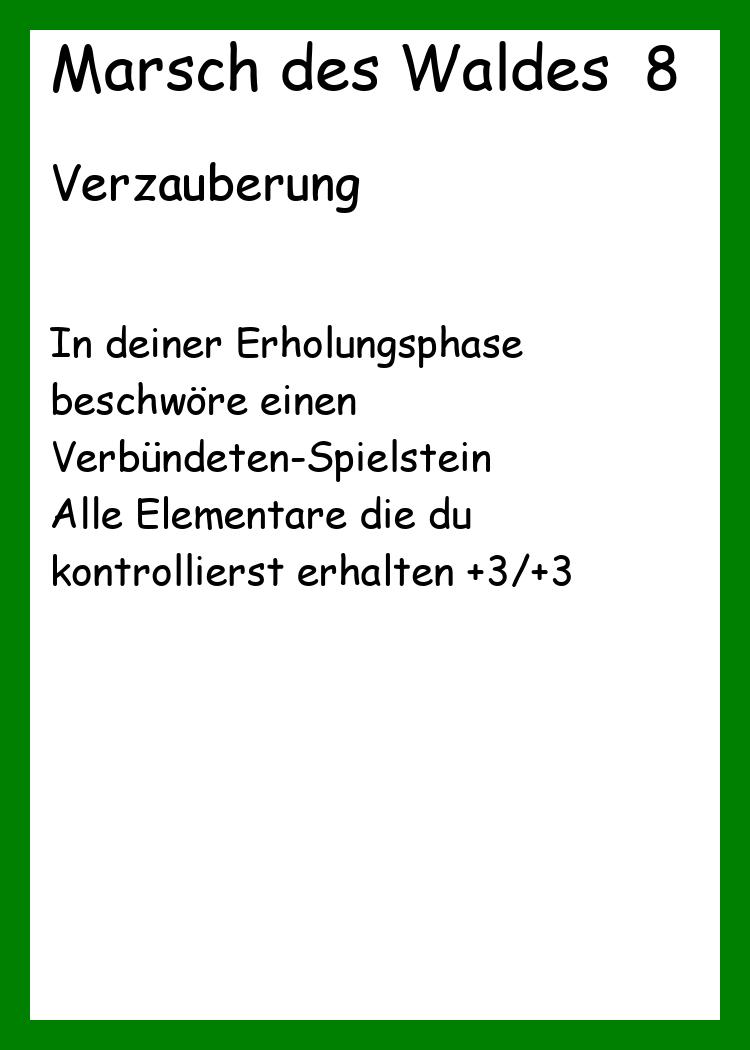 Marsch des Waldes 8
Verzauberung
In deiner Erholungsphase
beschwöre einen
Verbündeten-Spielstein
Alle Elementare die du
kontrollierst erhalten +3/+3